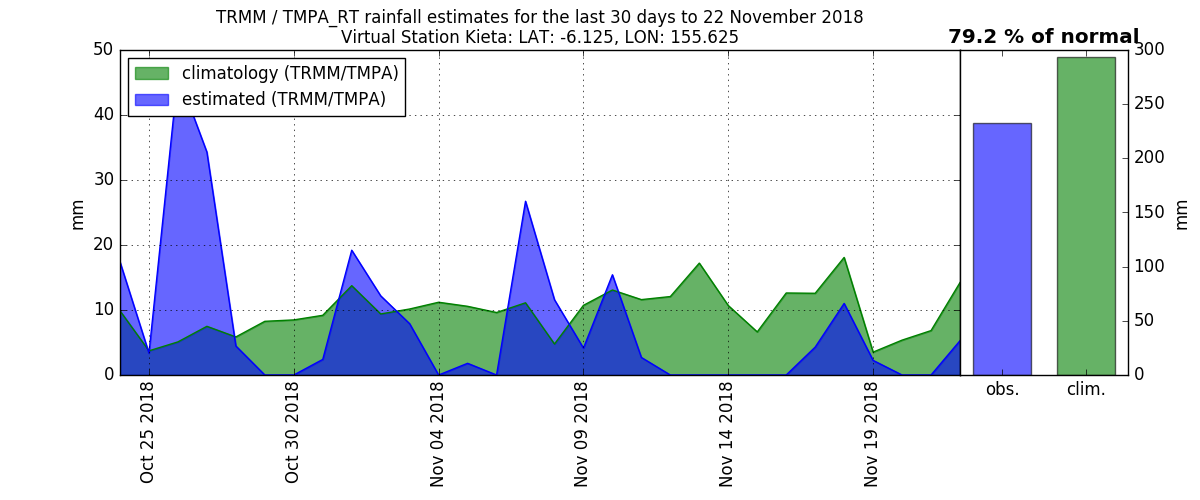 TRMM / TMPA_RT rainfall estimates for the last 30 days to 22 November 2018
Virtual Station Kieta: LAT: -6.125, LON: 155.625
79.2 % of normal
climatology (TRMM/TMPA)
estimated (TRMM/TMPA)
50
40
30
20
10
0
mm
Oct 25 2018
Oct 30 2018
Nov 04 2018
Nov 09 2018
Nov 14 2018
Nov 19 2018
obs.
clim.
300
250
200
150
100
50
0
mm